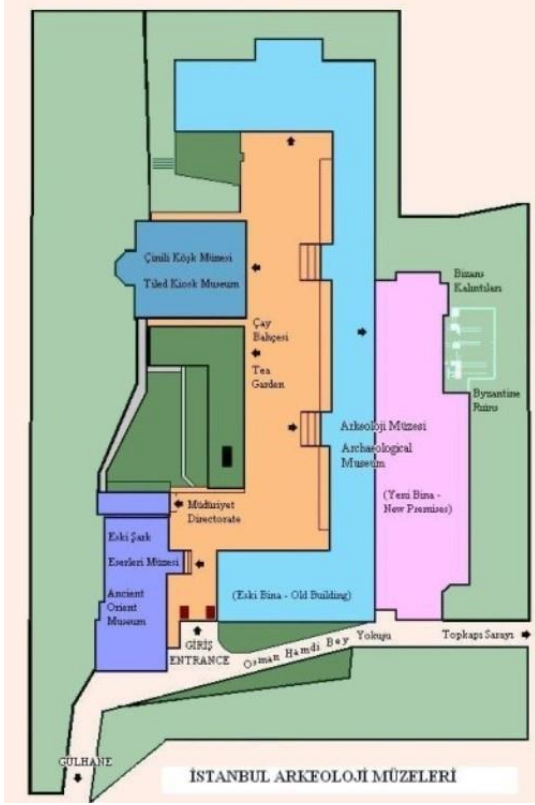 Çinili Köşk Müzesi
Tiled Kiosk Museum
Bizans
Kalıntıları
Çay
Bahçesi
Tea
Garden
Byzantine
Ruins
Arkeoloji Müzesi
Archaeological
Museum
(Yeni Bina -
New Premises)
Müdüriyet
Directorate
Eski Şark
Eserleri Müzesi
Ancient
Orient
Museum
(Eski Bina - Old Building)
GİRİŞ
ENTRANCE
Osman Hamdi Bey Yokuşu
Topkapı Sarayı
GÜLHANE
İSTANBUL ARKEOLOJİ MÜZELERİ